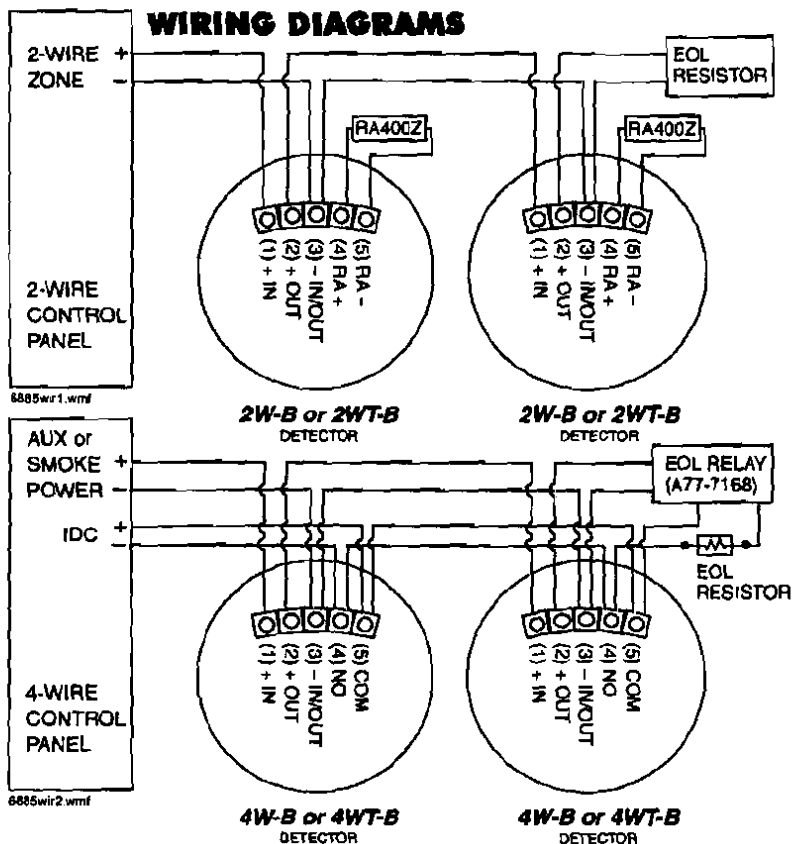 WIRING DIAGRAMS
2-WIRE +
ZONE -
EOL
RESISTOR
RA400Z
RA400Z
(1) + IN
(2) + OUT
(3) - IN/OUT
(4) RA +
(5) RA -
(1) + IN
(2) + OUT
(3) - IN/OUT
(4) RA +
(5) RA -
2-WIRE
CONTROL
PANEL
6885wir1.wmf
2W-B or 2WT-B
DETECTOR
2W-B or 2WT-B
DETECTOR
AUX or
SMOKE +
POWER -
IDC +
-
EOL RELAY
(A77-716B)
EOL
RESISTOR
(1) + IN
(2) + OUT
(3) - IN/OUT
(4) NO
(5) COM
(1) + IN
(2) + OUT
(3) - IN/OUT
(4) NO
(5) COM
4-WIRE
CONTROL
PANEL
6885wir2.wmf
4W-B or 4WT-B
DETECTOR
4W-B or 4WT-B
DETECTOR